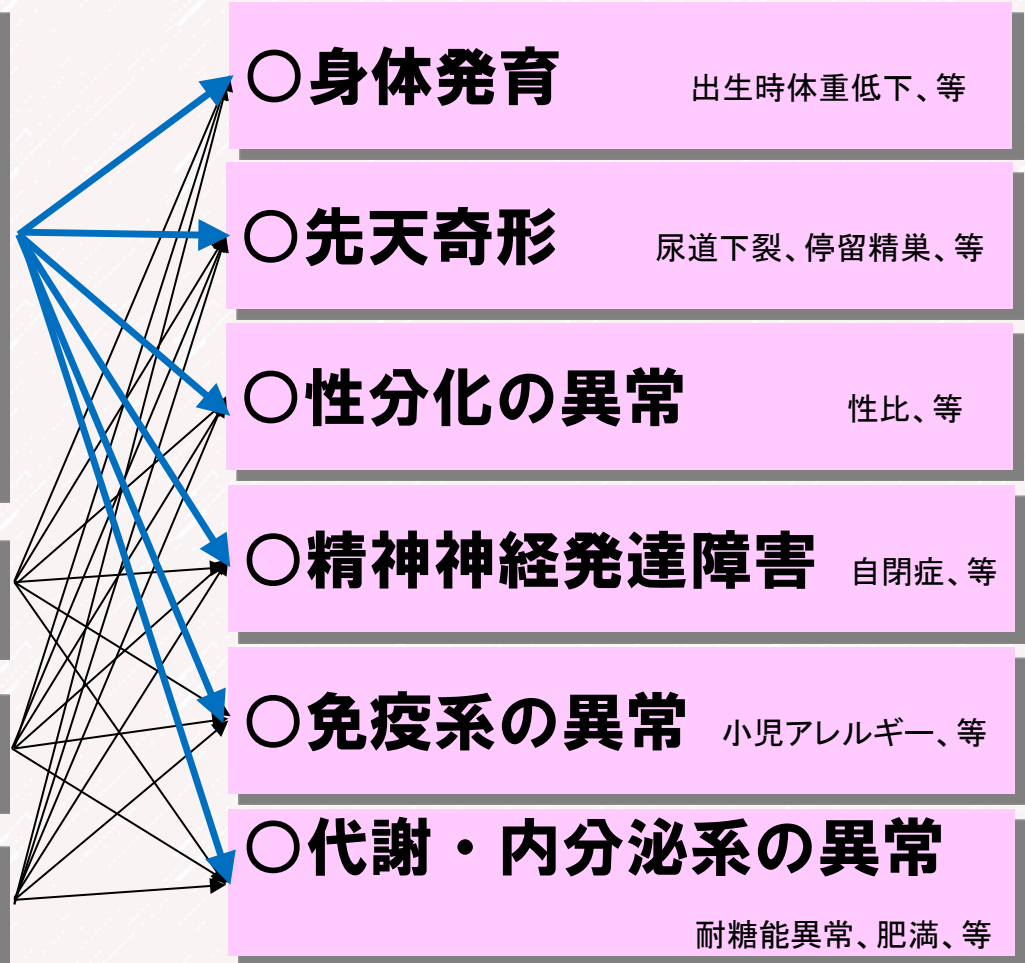 ○身体発育 出生時体重低下、等
○先天奇形 尿道下裂、停留精巣、等
○性分化の異常 性比、等
○精神神経発達障害 自閉症、等
○免疫系の異常 小児アレルギー、等
○代謝・内分泌系の異常
耐糖能異常、肥満、等